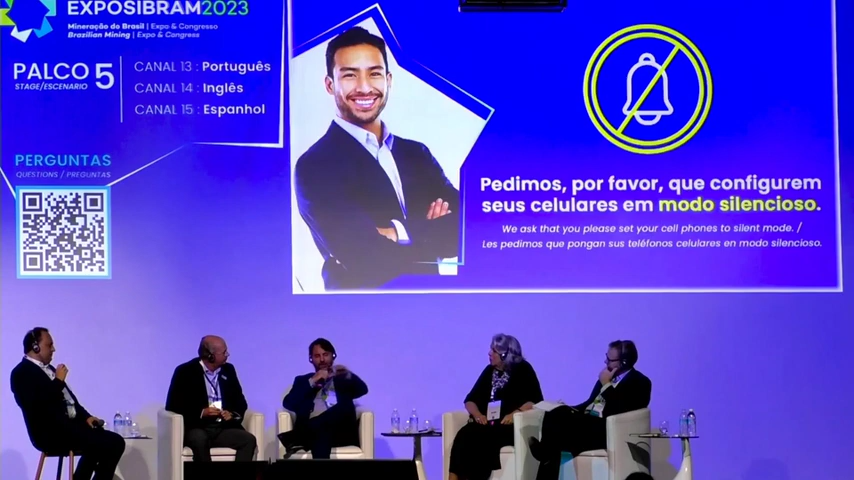 EXPOSIBRAM2023
Mineração do Brasil | Expo & Congresso
Brazilian Mining | Expo & Congress
PALCO 5
STAGE/ESCENARIO
CANAL 13 : Português
CANAL 14 : Inglês
CANAL 15 : Espanhol
PERGUNTAS
QUESTIONS / PREGUNTAS
Pedimos, por favor, que configurem
seus celulares em modo silencioso.
We ask that you please set your cell phones to silent mode. /
Les pedimos que pongan sus teléfonos celulares en modo silencioso.